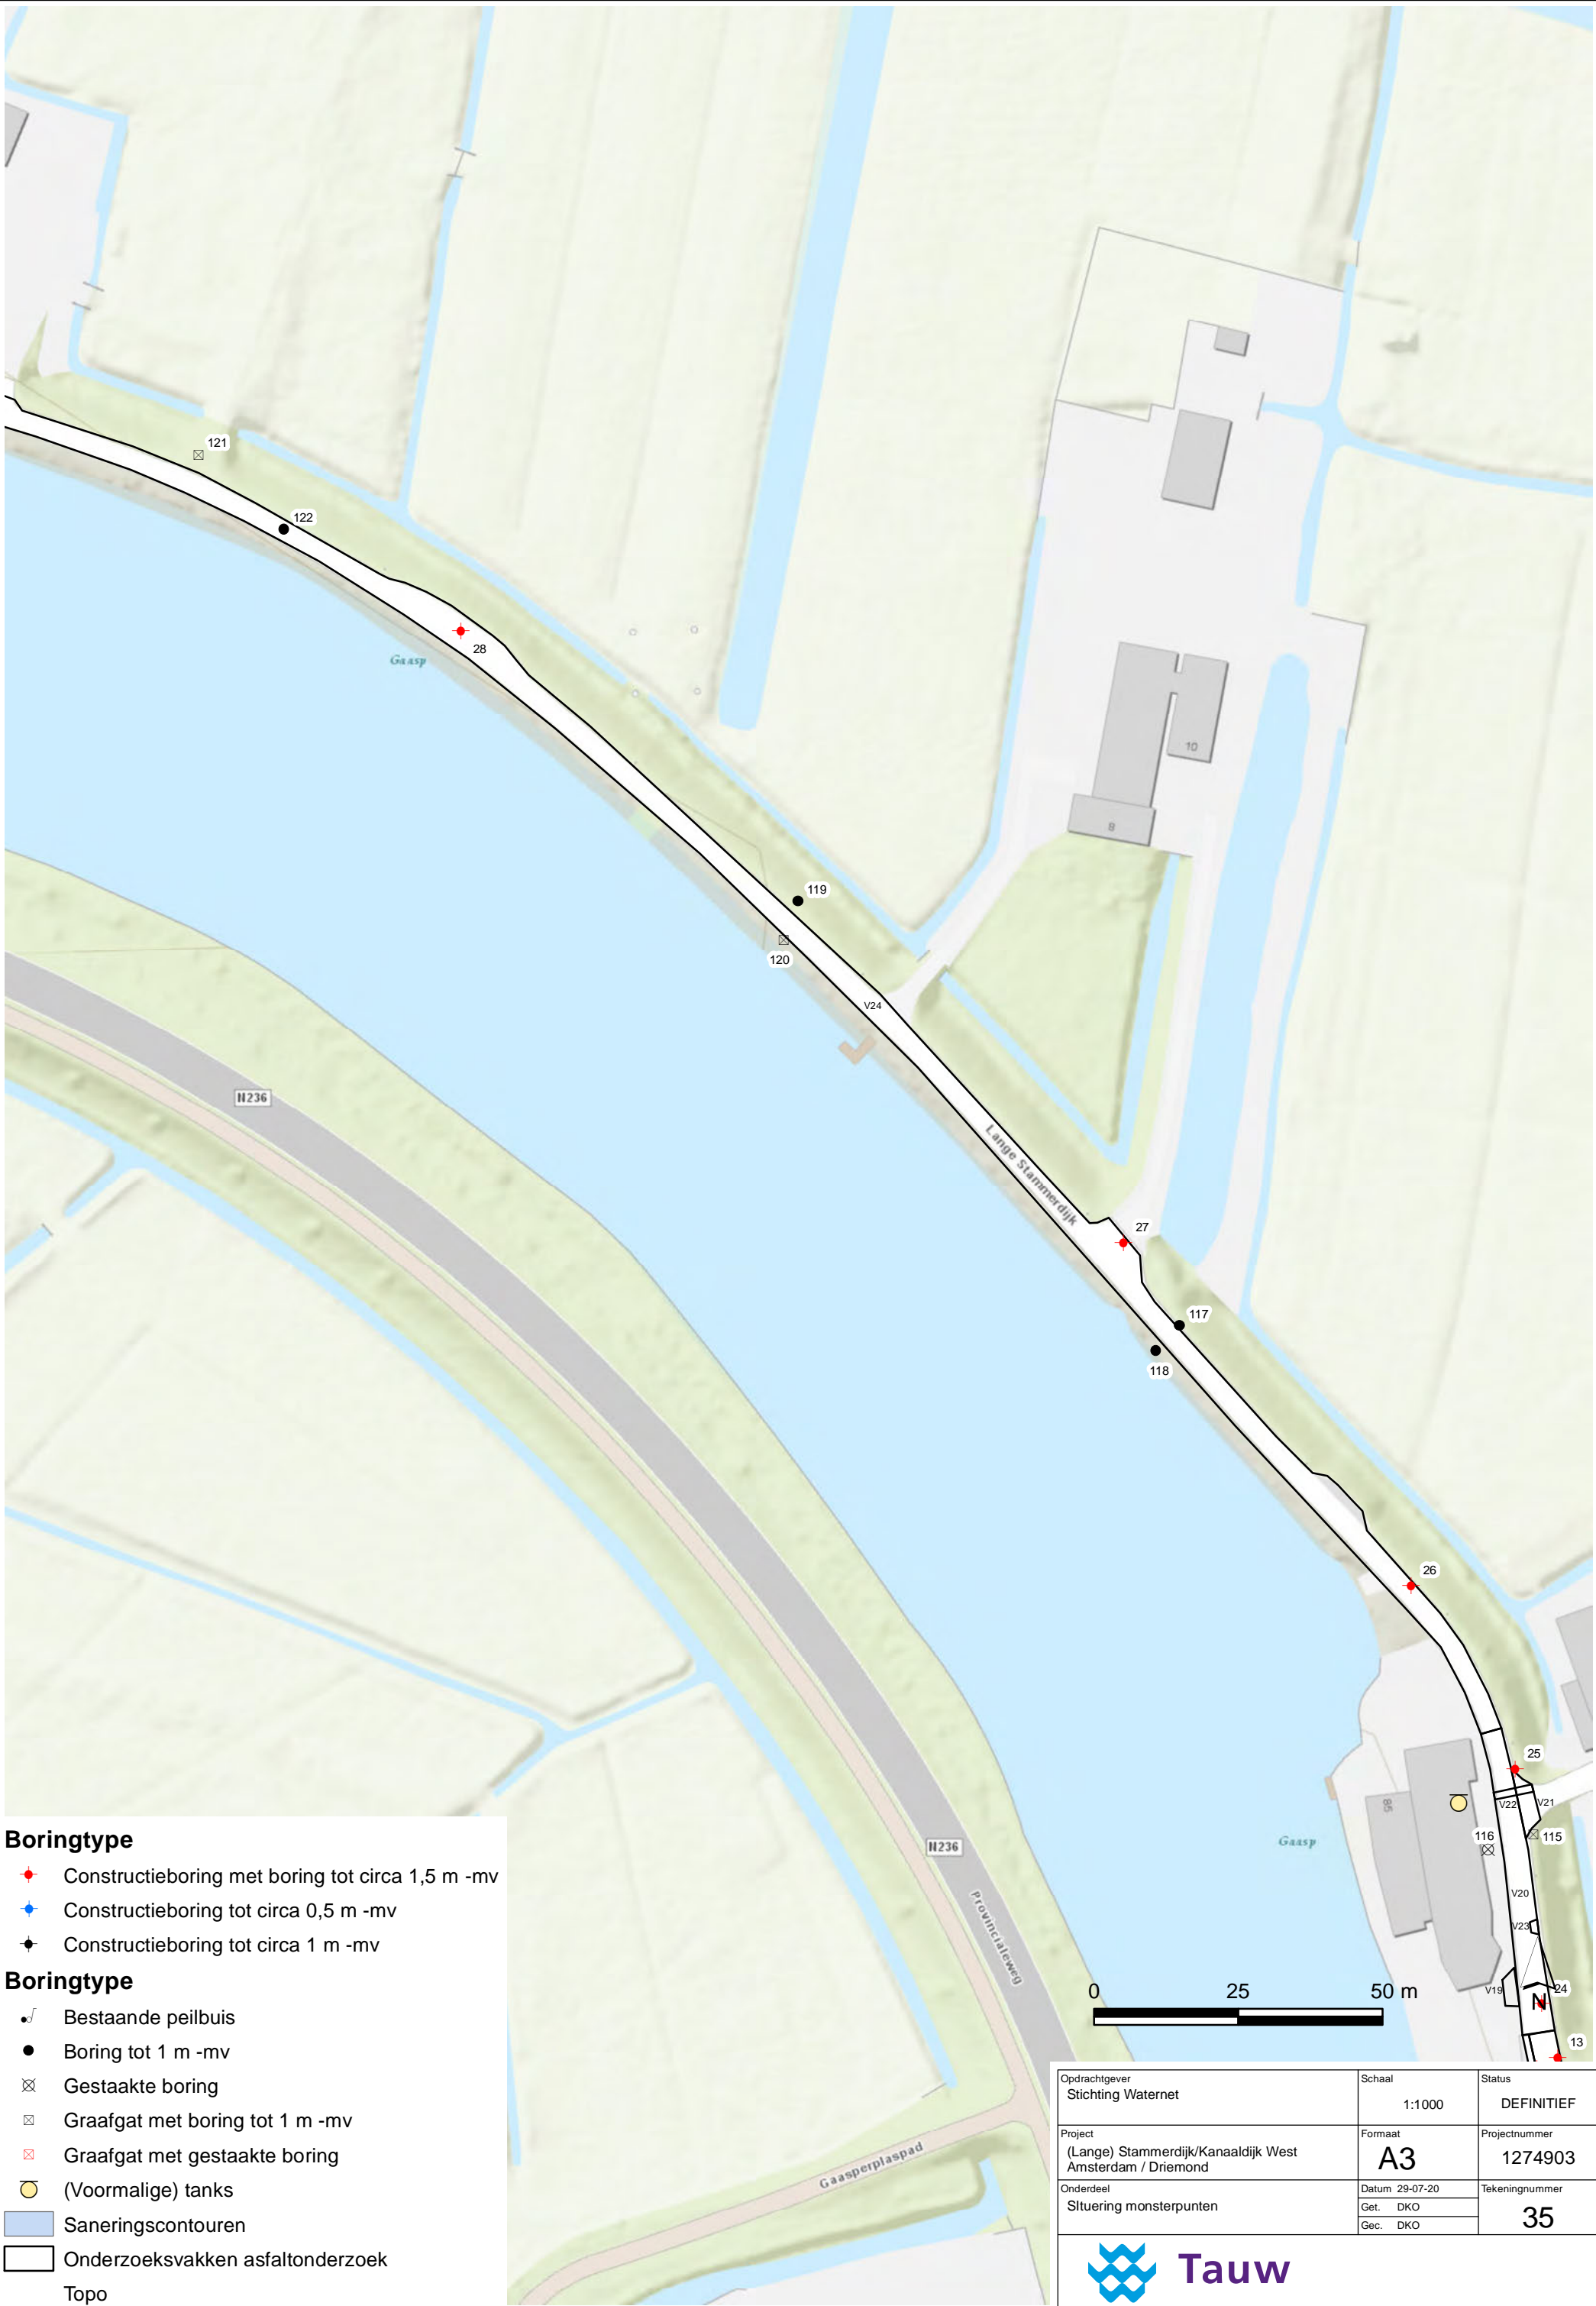 121
122
28
Gaasp
10
8
119
120
V24
N236
Lange Stammerdijk
27
117
118
26
25
V22
V21
85
116
115
Gaasp
V20
V23
N236
Provincialeweg
V19
24
N
13
0 25 50 m
Gaasperplaspad
Boringtype
Constructieboring met boring tot circa 1,5 m -mv
Constructieboring tot circa 0,5 m -mv
Constructieboring tot circa 1 m -mv
Boringtype
Bestaande peilbuis
Boring tot 1 m -mv
Gestaakte boring
Graafgat met boring tot 1 m -mv
Graafgat met gestaakte boring
(Voormalige) tanks
Saneringscontouren
Onderzoeksvakken asfaltonderzoek
Topo
Opdrachtgever
Stichting Waternet
Schaal
1:1000
Status
DEFINITIEF
Project
(Lange) Stammerdijk/Kanaaldijk West
Amsterdam / Driemond
Formaat
A3
Projectnummer
1274903
Onderdeel
SItuering monsterpunten
Datum 29-07-20
Get. DKO
Gec. DKO
Tekeningnummer
35
Tauw